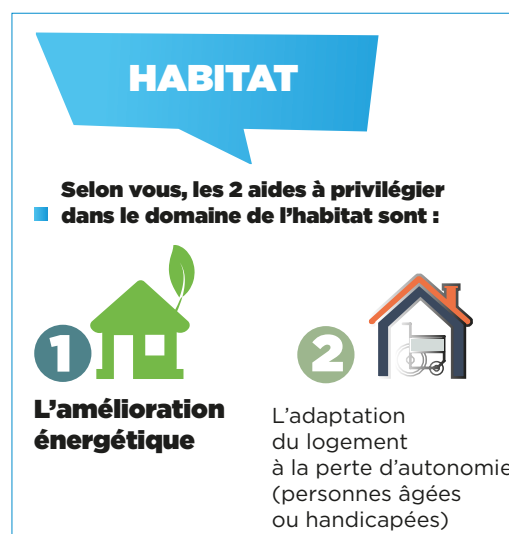 HABITAT
Selon vous, les 2 aides à privilégier
dans le domaine de l'habitat sont :
1
L'amélioration
énergétique
2
L'adaptation
du logement
à la perte d'autonomie
(personnes âgées
ou handicapées)